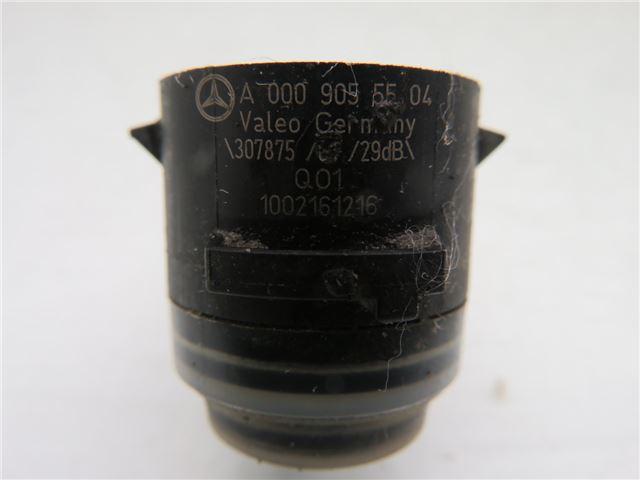 A 000 905 55 04
Valeo Germany
\307875 / /29dB\
Q01
1002161216